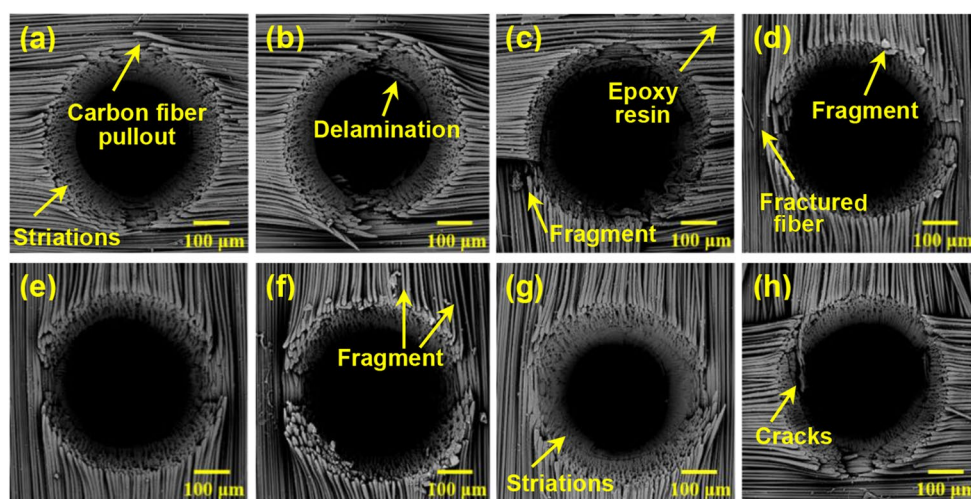 (a)
Carbon fiber
pullout
Striations
100 µm
(b)
Delamination
100 µm
(c)
Epoxy
resin
Fragment
100 µm
(d)
Fragment
Fractured
fiber
100 µm
(e)
100 µm
(f)
Fragment
100 µm
(g)
Striations
100 µm
(h)
Cracks
100 µm